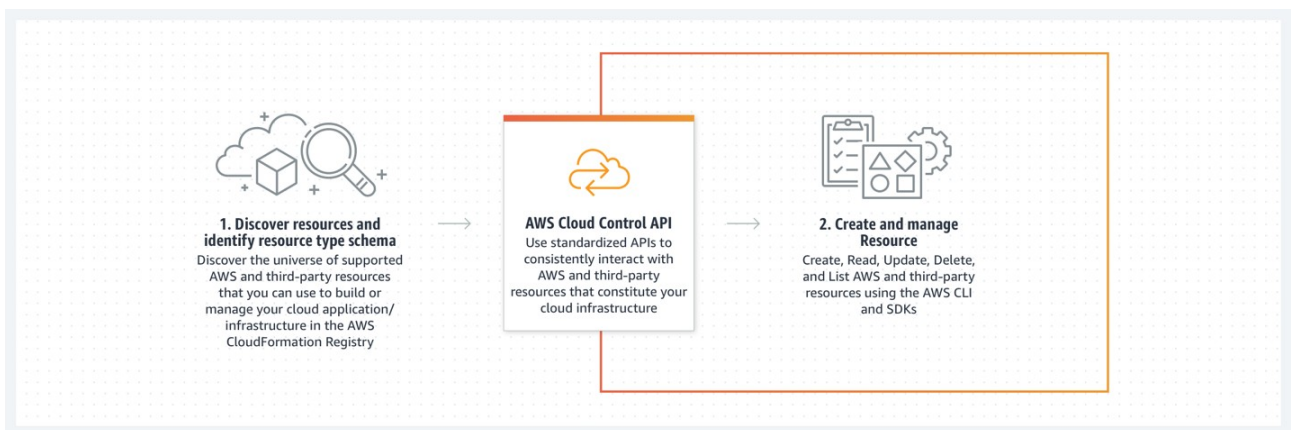 1. Discover resources and
identify resource type schema
Discover the universe of supported
AWS and third-party resources
that you can use to build or
manage your cloud application/
infrastructure in the AWS
CloudFormation Registry
AWS Cloud Control API
Use standardized APIs to
consistently interact with
AWS and third-party
resources that constitute your
cloud infrastructure
2. Create and manage
Resource
Create, Read, Update, Delete,
and List AWS and third-party
resources using the AWS CLI
and SDKs